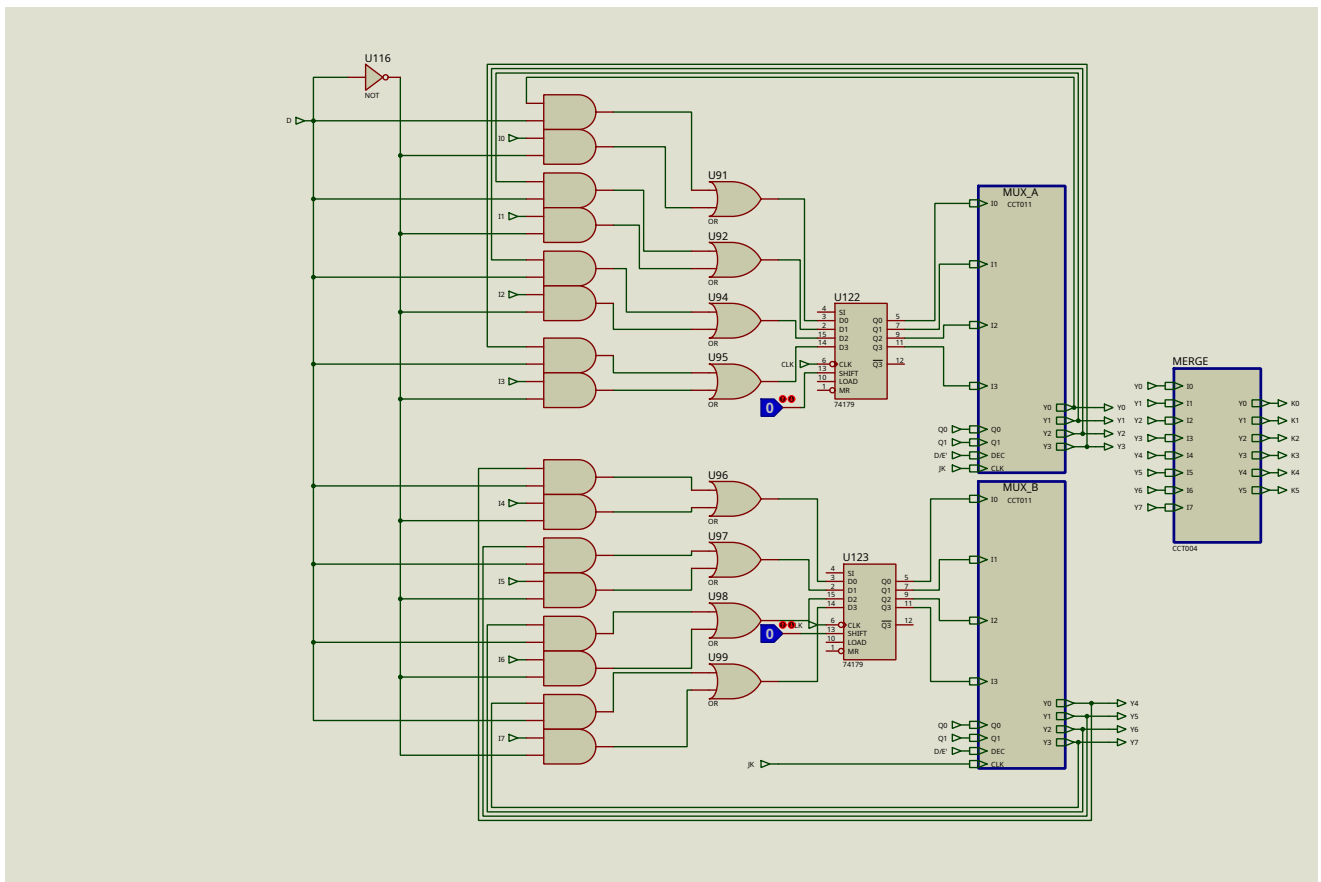 U116
NOT
D
I0
I1
I2
I3
U91
OR
U92
OR
U94
OR
U95
OR
U122
4 SI
3 D0 Q0 5
2 D1 Q1 7
15 D2 Q2 9
14 D3 Q3 11
CLK 6 CLK Q3 12
13 SHIFT
10 LOAD
1 MR
74179
0
MUX_A
CCT011
I0
I1
I2
I3
Y0 Y0
Y1 Y1
Y2 Y2
Y3 Y3
Q0 Q0
Q1 Q1
D/E' DEC
JK CLK
MERGE
Y0 I0
Y1 I1 Y0 K0
Y2 I2 Y1 K1
Y3 I3 Y2 K2
Y4 I4 Y3 K3
Y5 I5 Y4 K4
Y6 I6 Y5 K5
Y7 I7
CCT004
I4
I5
I6
I7
U96
OR
U97
OR
U98
OR
U99
OR
U123
4 SI
3 D0 Q0 5
2 D1 Q1 7
15 D2 Q2 9
14 D3 Q3 11
6 CLK Q3 12
13 SHIFT
10 LOAD
1 MR
74179
0
MUX_B
CCT011
I0
I1
I2
I3
Y0 Y4
Y1 Y5
Y2 Y6
Y3 Y7
Q0 Q0
Q1 Q1
D/E' DEC
JK CLK